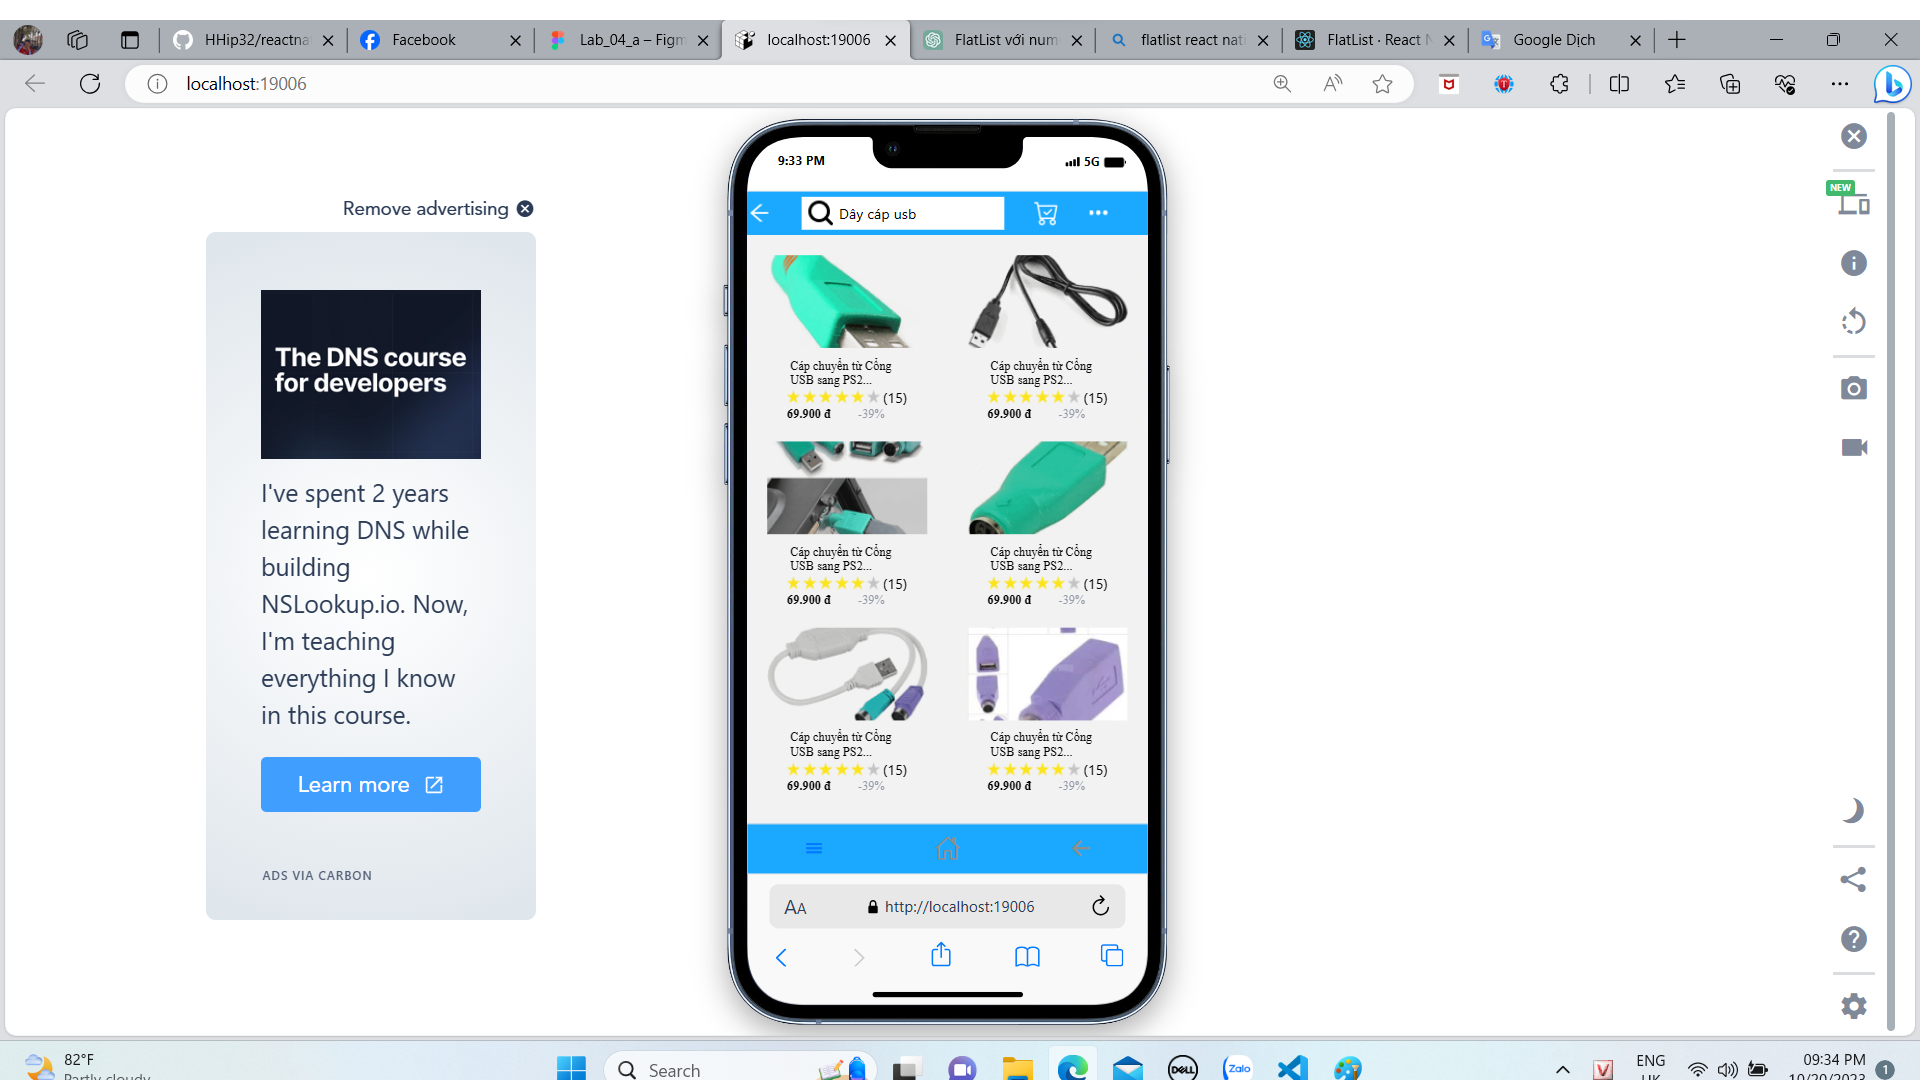 HHip32/reactna
Facebook
Lab_04_a – Figm
localhost:19006
FlatList với num
flatlist react nati
FlatList · React N
Google Dịch
localhost:19006
Remove advertising
The DNS course
for developers
I've spent 2 years
learning DNS while
building
NSLookup.io. Now,
I'm teaching
everything I know
in this course.
Learn more
ADS VIA CARBON
9:33 PM
5G
Dây cáp usb
Cáp chuyển từ Cổng
USB sang PS2...
(15)
69.900 đ -39%
Cáp chuyển từ Cổng
USB sang PS2...
(15)
69.900 đ -39%
Cáp chuyển từ Cổng
USB sang PS2...
(15)
69.900 đ -39%
Cáp chuyển từ Cổng
USB sang PS2...
(15)
69.900 đ -39%
Cáp chuyển từ Cổng
USB sang PS2...
(15)
69.900 đ -39%
Cáp chuyển từ Cổng
USB sang PS2...
(15)
69.900 đ -39%
AA
http://localhost:19006
NEW
82°F
Partly cloudy
Search
DELL
Zalo
ENG
UK
09:34 PM
10/20/2023
1